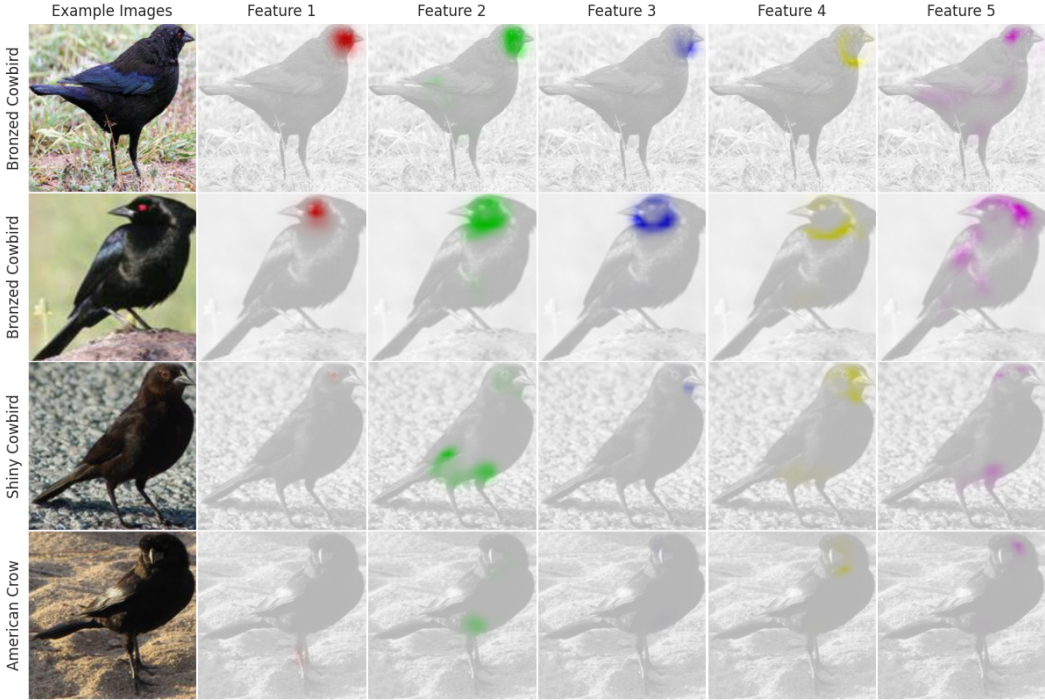 Example Images
Feature 1
Feature 2
Feature 3
Feature 4
Feature 5
Bronzed Cowbird
Bronzed Cowbird
Shiny Cowbird
American Crow